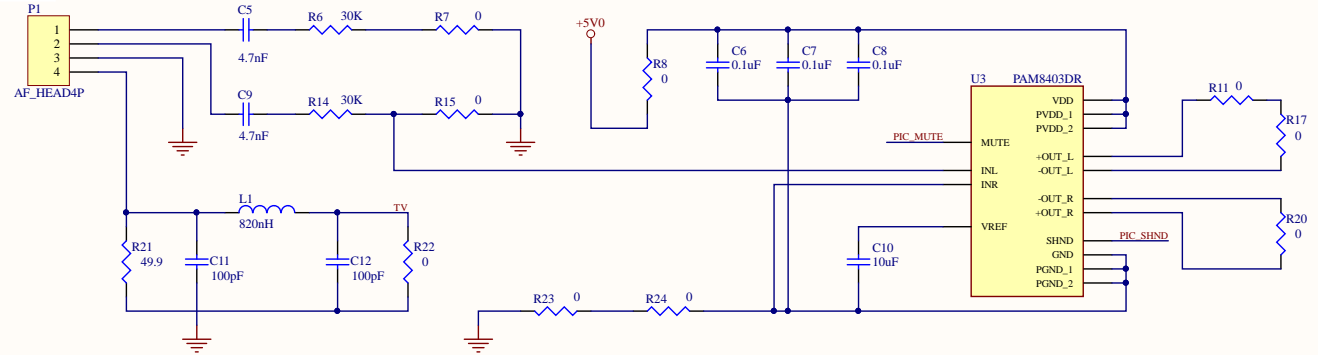 P1
1
2
3
4
AF_HEAD4P
C5
4.7nF
R6 30K
R7 0
C9
4.7nF
R14 30K
R15 0
+5V0
R8
0
C6
0.1uF
C7
0.1uF
C8
0.1uF
U3 PAM8403DR
VDD
PVDD_1
PVDD_2
+OUT_L
-OUT_L
-OUT_R
+OUT_R
SHND
GND
PGND_1
PGND_2
MUTE
INL
INR
VREF
PIC_MUTE
PIC_SHND
R11 0
R17
0
R20
0
L1
820nH
TV
R21
49.9
C11
100pF
C12
100pF
R22
0
R23 0
R24 0
C10
10uF